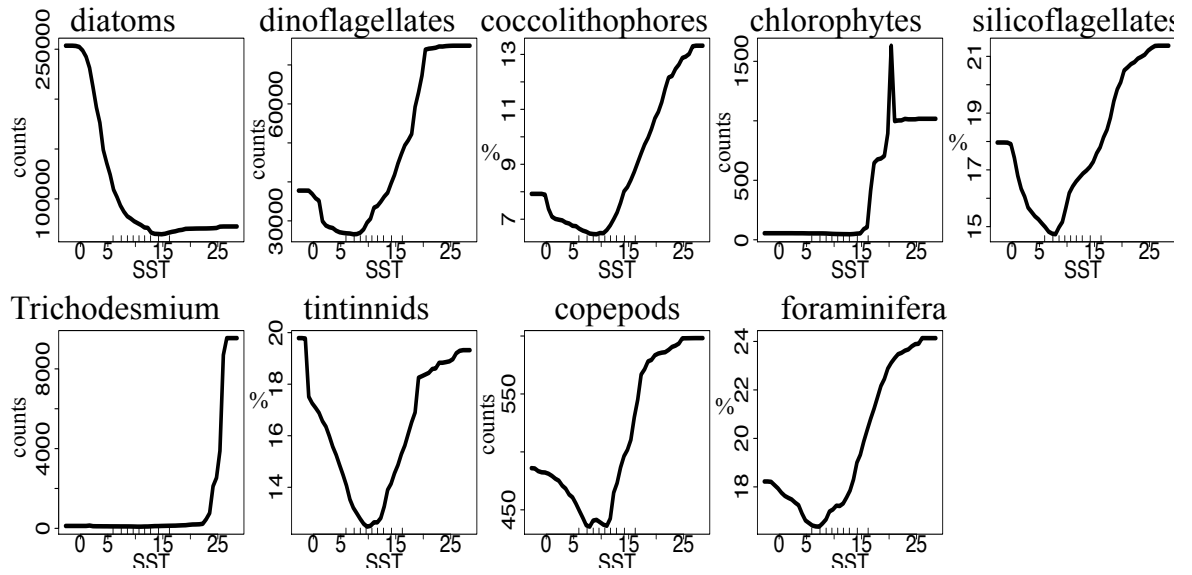 diatoms
250000
100000
counts
0 5 15 25
SST
dinoflagellates
60000
30000
counts
0 5 15 25
SST
coccolithophores
13
11
9
7
%
0 5 15 25
SST
chlorophytes
1500
500
0
counts
0 5 15 25
SST
silicoflagellates
21
19
17
15
%
0 5 15 25
SST
Trichodesmium
8000
4000
0
counts
0 5 15 25
SST
tintinnids
20
18
16
14
%
0 5 15 25
SST
copepods
550
450
counts
0 5 15 25
SST
foraminifera
24
22
20
18
%
0 5 15 25
SST